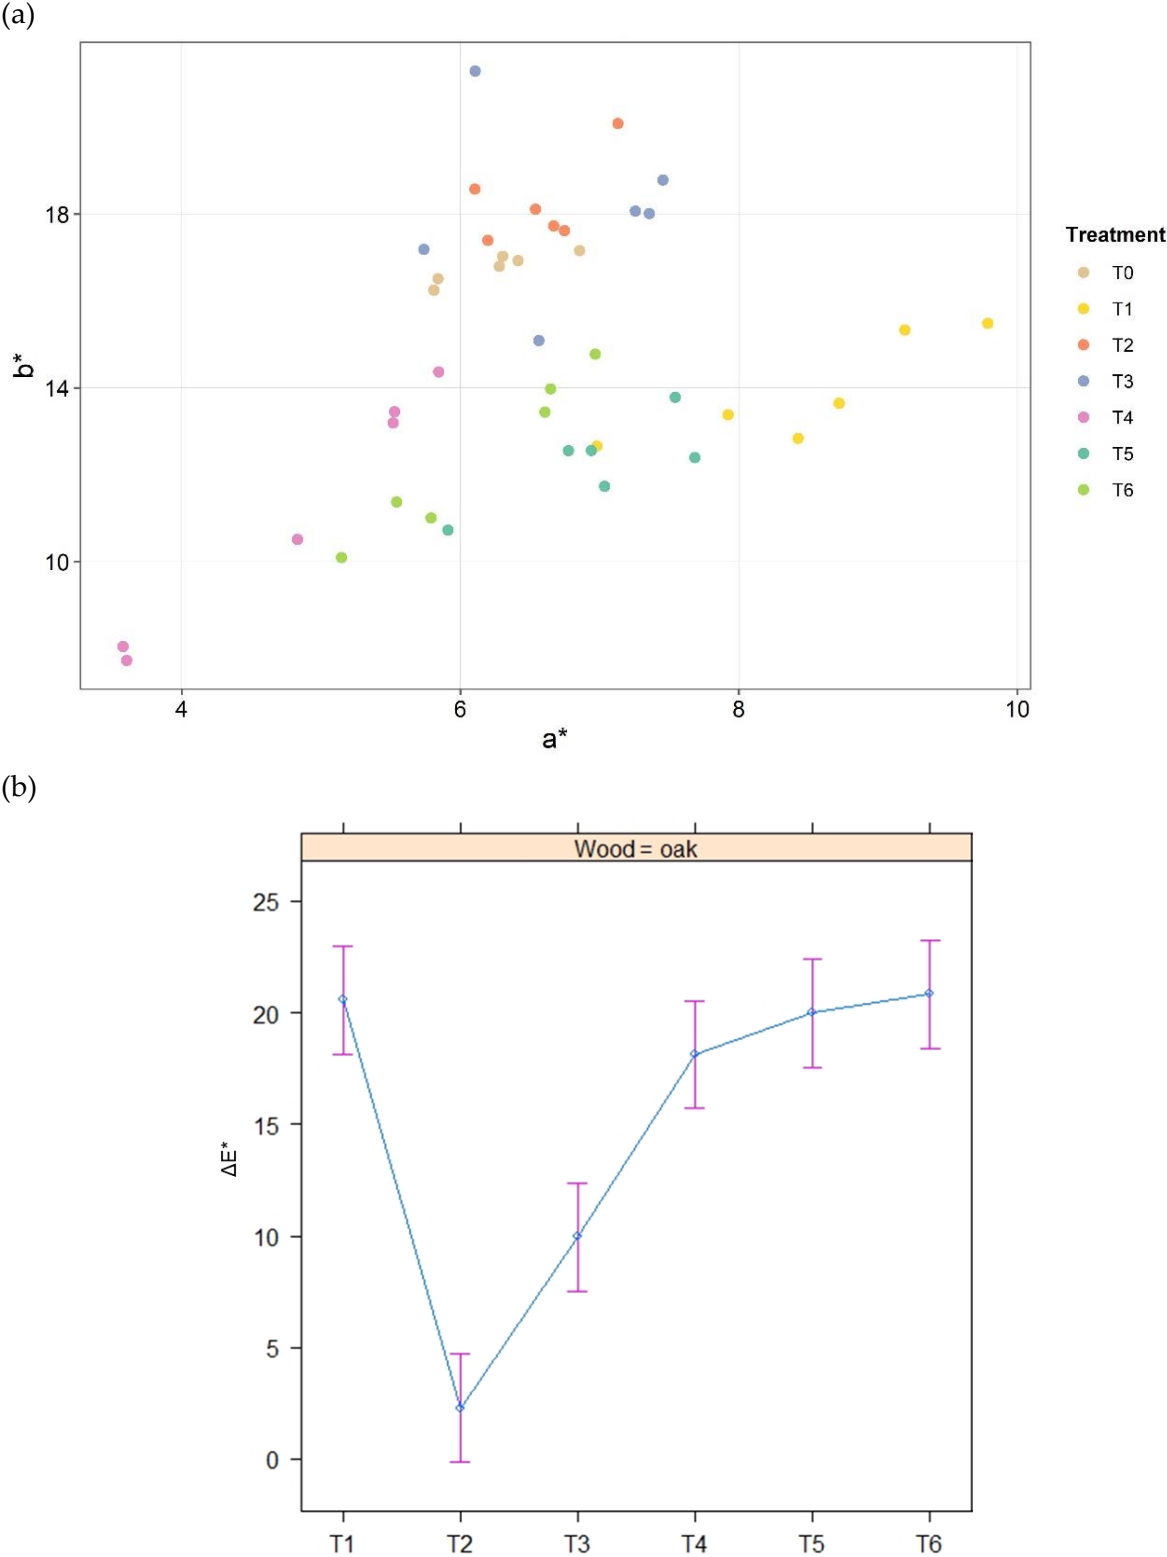 (a)
18
14
10
b*
4 6 8 10
a*
Treatment
T0
T1
T2
T3
T4
T5
T6
(b)
Wood = oak
25
20
15
10
5
0
ΔE*
T1 T2 T3 T4 T5 T6